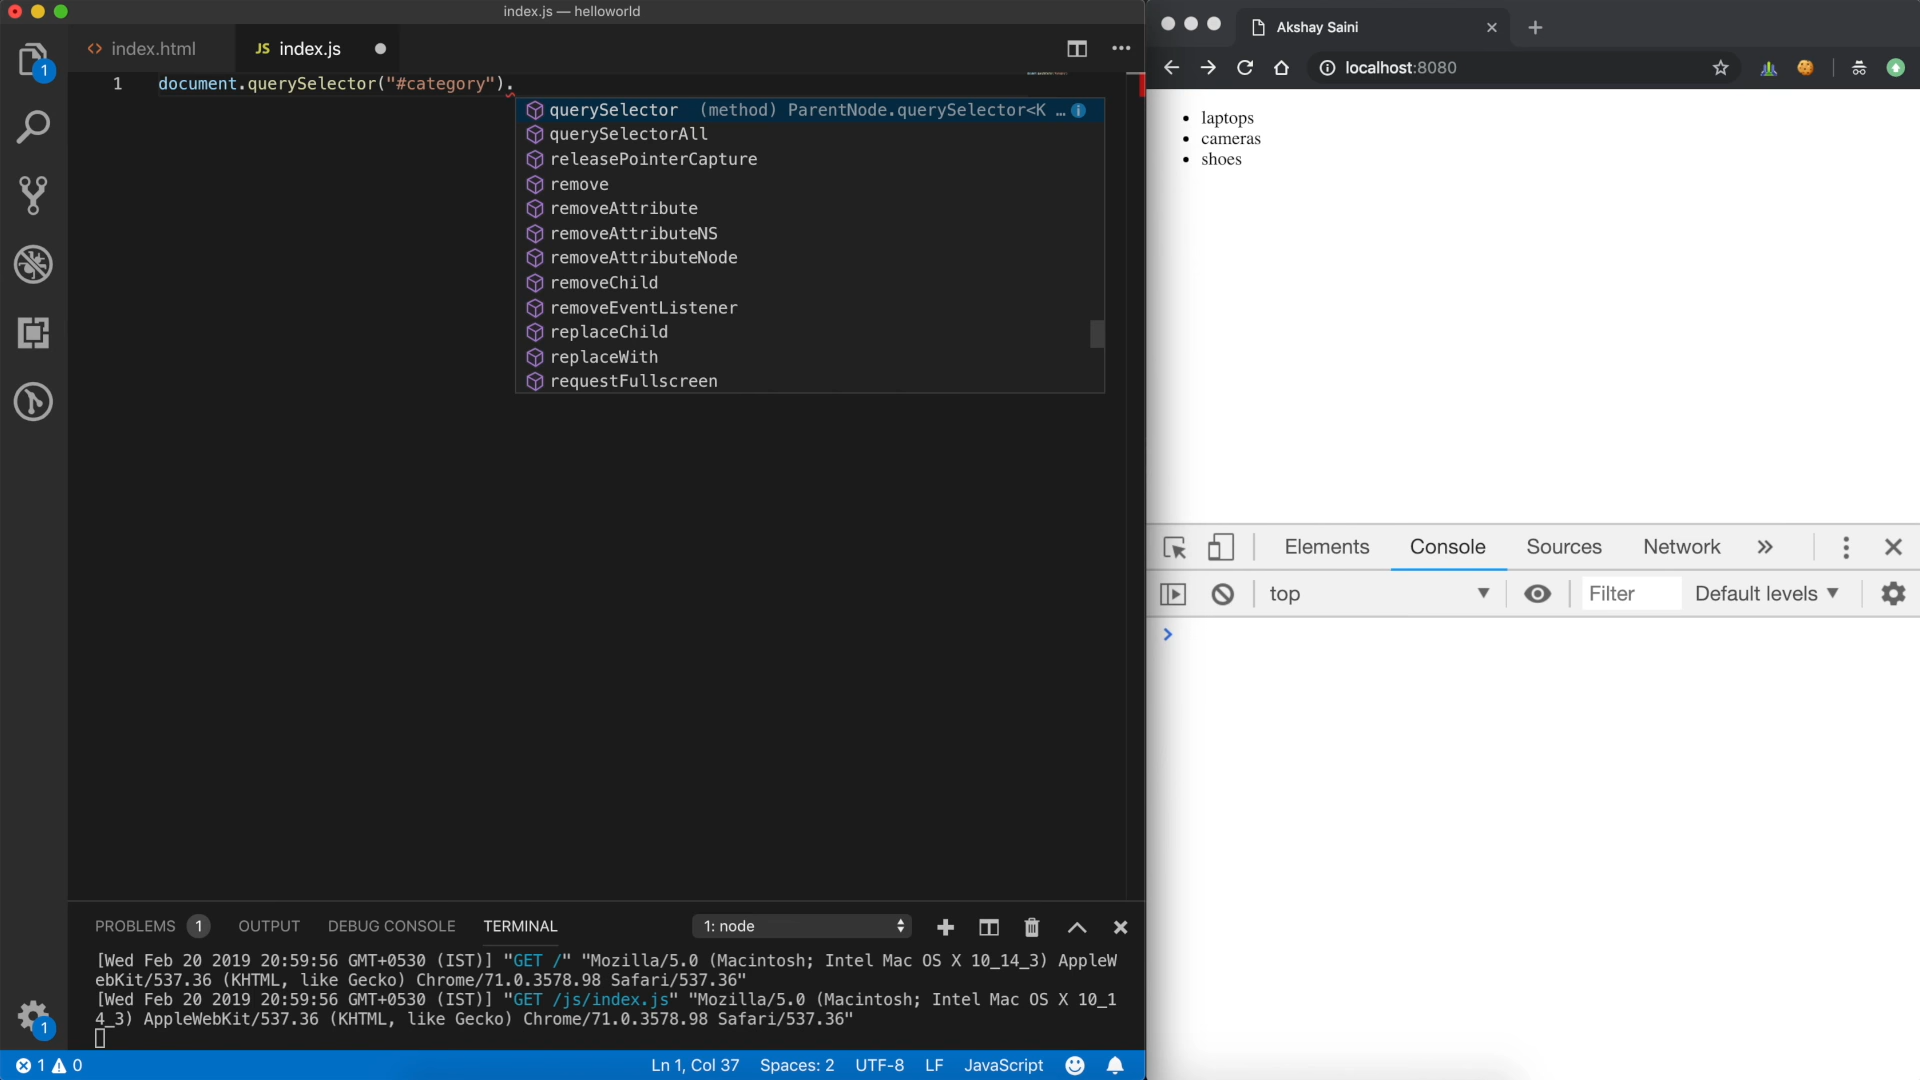 index.js — helloworld
<> index.html
JS index.js
1
1 document.querySelector("#category").
querySelector (method) ParentNode.querySelector<K …
querySelectorAll
releasePointerCapture
remove
removeAttribute
removeAttributeNS
removeAttributeNode
removeChild
removeEventListener
replaceChild
replaceWith
requestFullscreen
PROBLEMS 1 OUTPUT DEBUG CONSOLE TERMINAL 1: node
[Wed Feb 20 2019 20:59:56 GMT+0530 (IST)] "GET /" "Mozilla/5.0 (Macintosh; Intel Mac OS X 10_14_3) AppleW
ebKit/537.36 (KHTML, like Gecko) Chrome/71.0.3578.98 Safari/537.36"
[Wed Feb 20 2019 20:59:56 GMT+0530 (IST)] "GET /js/index.js" "Mozilla/5.0 (Macintosh; Intel Mac OS X 10_1
4_3) AppleWebKit/537.36 (KHTML, like Gecko) Chrome/71.0.3578.98 Safari/537.36"
1
1 0 Ln 1, Col 37 Spaces: 2 UTF-8 LF JavaScript
Akshay Saini
localhost:8080
• laptops
• cameras
• shoes
Elements Console Sources Network »
top Filter Default levels